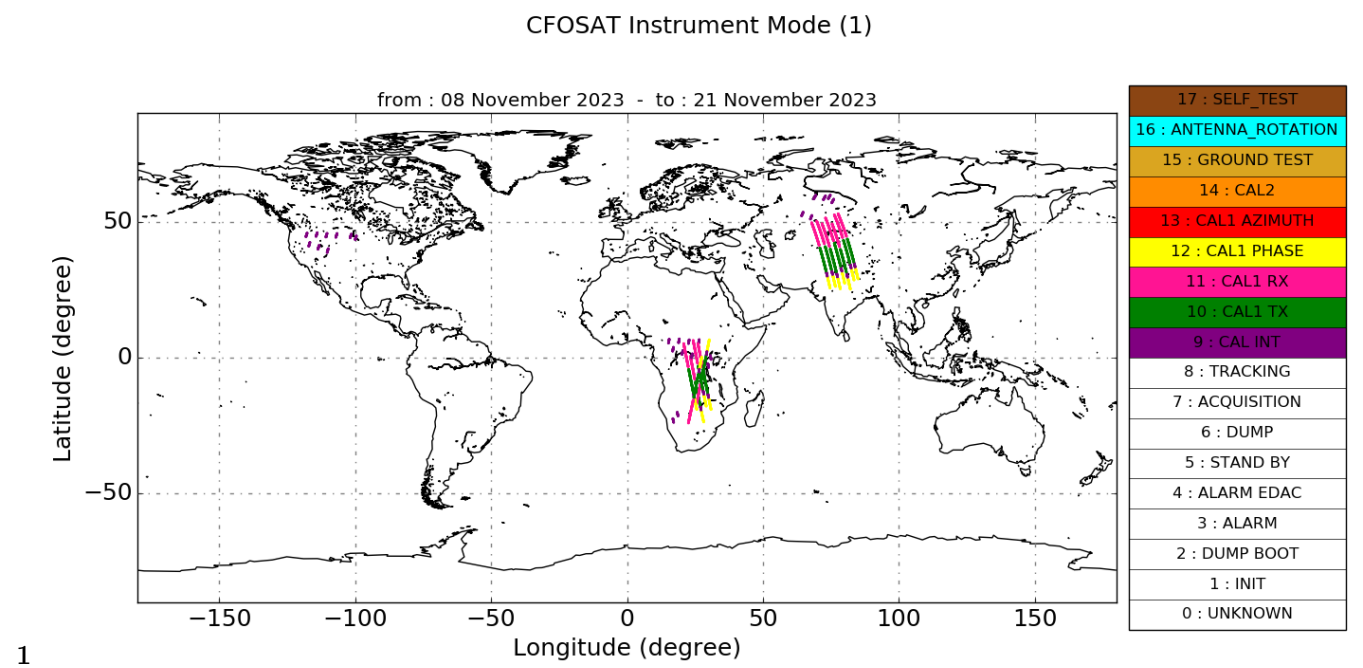 CFOSAT Instrument Mode (1)
from : 08 November 2023 - to : 21 November 2023
17 : SELF_TEST
16 : ANTENNA_ROTATION
15 : GROUND TEST
14 : CAL2
13 : CAL1 AZIMUTH
12 : CAL1 PHASE
11 : CAL1 RX
10 : CAL1 TX
9 : CAL INT
8 : TRACKING
7 : ACQUISITION
6 : DUMP
5 : STAND BY
4 : ALARM EDAC
3 : ALARM
2 : DUMP BOOT
1 : INIT
0 : UNKNOWN
Latitude (degree)
50
0
−50
−150 −100 −50 0 50 100 150
Longitude (degree)
1